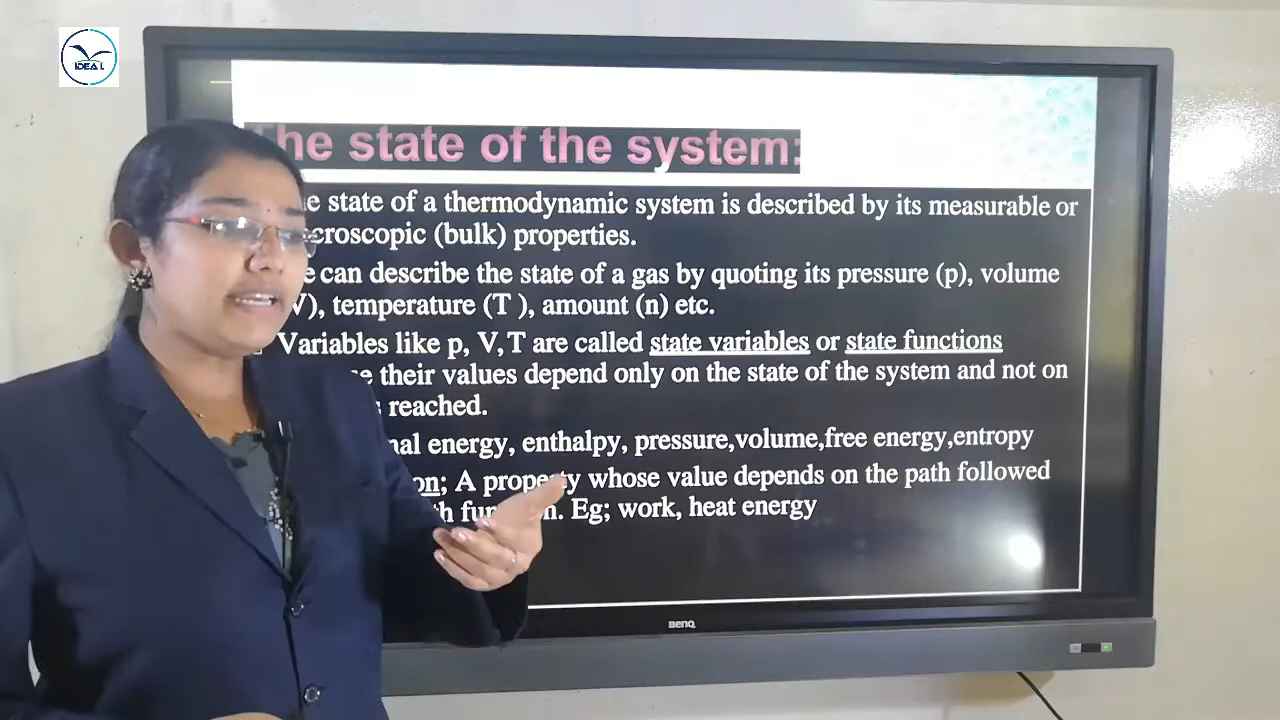 IDEAL
The state of the system:
state of a thermodynamic system is described by its measurable or
(bulk) properties.
can describe the state of a gas by quoting its pressure (p), volume
V), temperature (T ), amount (n) etc.
Variables like p, V,T are called state variables or state functions
their values depend only on the state of the system and not on
reached.
energy, enthalpy, pressure,volume,free energy,entropy
A property whose value depends on the path followed
Eg; work, heat energy
BenQ